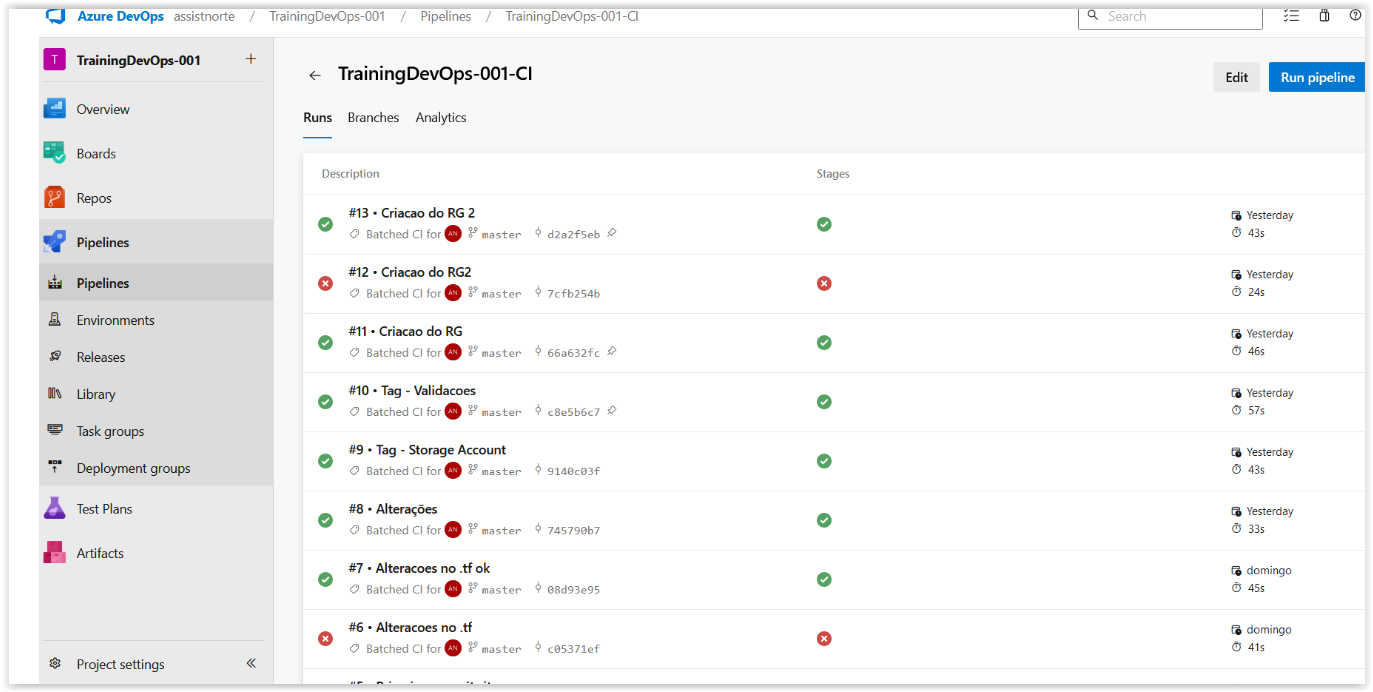 Azure DevOps assistnorte / TrainingDevOps-001 / Pipelines / TrainingDevOps-001-CI
Search
T TrainingDevOps-001 +
Overview
Boards
Repos
Pipelines
Pipelines
Environments
Releases
Library
Task groups
Deployment groups
Test Plans
Artifacts
Project settings
TrainingDevOps-001-CI
Edit Run pipeline
Runs Branches Analytics
Description Stages
#13 • Criacao do RG 2 Yesterday
Batched CI for AN master d2a2f5eb 43s
#12 • Criacao do RG2 Yesterday
Batched CI for AN master 7cfb254b 24s
#11 • Criacao do RG Yesterday
Batched CI for AN master 66a632fc 46s
#10 • Tag - Validacoes Yesterday
Batched CI for AN master c8e5b6c7 57s
#9 • Tag - Storage Account Yesterday
Batched CI for AN master 9140c03f 43s
#8 • Alterações Yesterday
Batched CI for AN master 745790b7 33s
#7 • Alteracoes no .tf ok domingo
Batched CI for AN master 08d93e95 45s
#6 • Alteracoes no .tf domingo
Batched CI for AN master c05371ef 41s